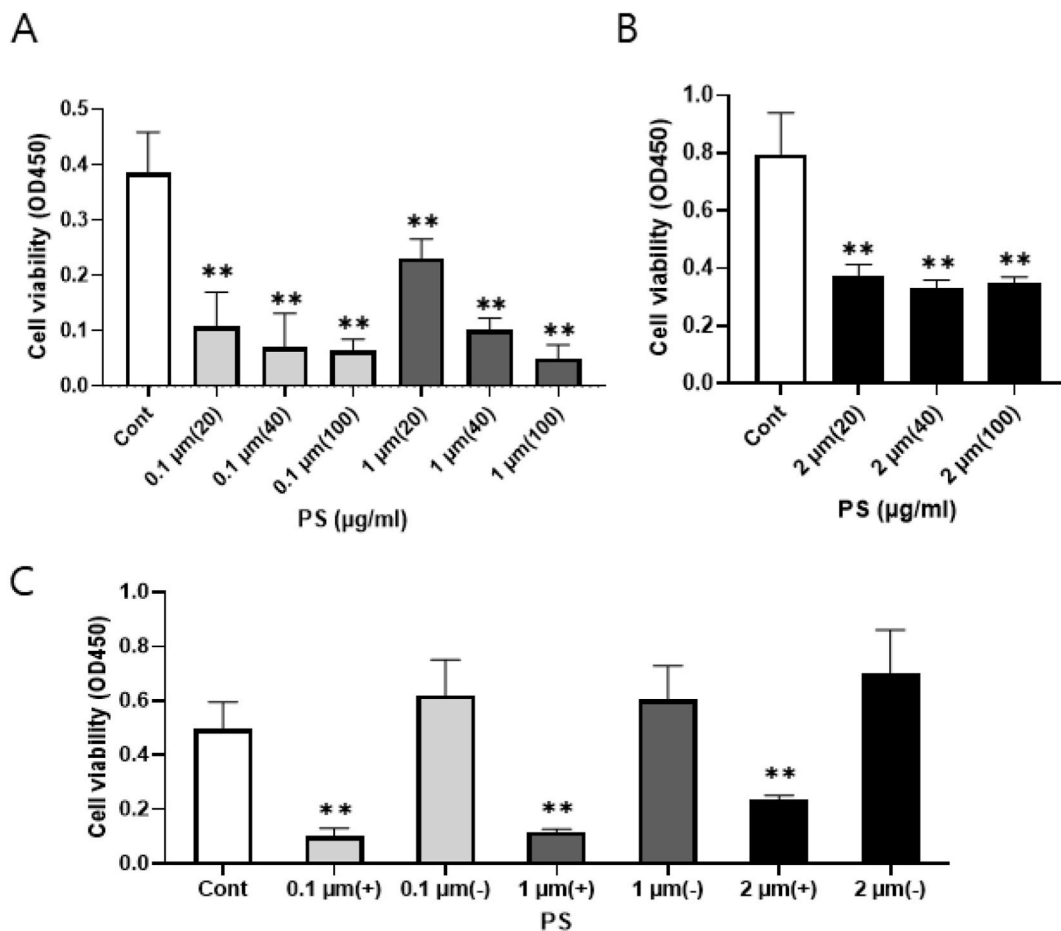 A
Cell viability (OD450)
0.5
0.4
0.3
0.2
0.1
0.0
**
**
**
**
**
**
Cont
0.1 μm(20)
0.1 μm(40)
0.1 μm(100)
1 μm(20)
1 μm(40)
1 μm(100)
PS (μg/ml)
B
Cell viability (OD450)
1.0
0.8
0.6
0.4
0.2
0.0
**
**
**
Cont
2 μm(20)
2 μm(40)
2 μm(100)
PS (μg/ml)
C
Cell viability (OD450)
1.0
0.8
0.6
0.4
0.2
0.0
**
**
**
Cont
0.1 μm(+)
0.1 μm(-)
1 μm(+)
1 μm(-)
2 μm(+)
2 μm(-)
PS